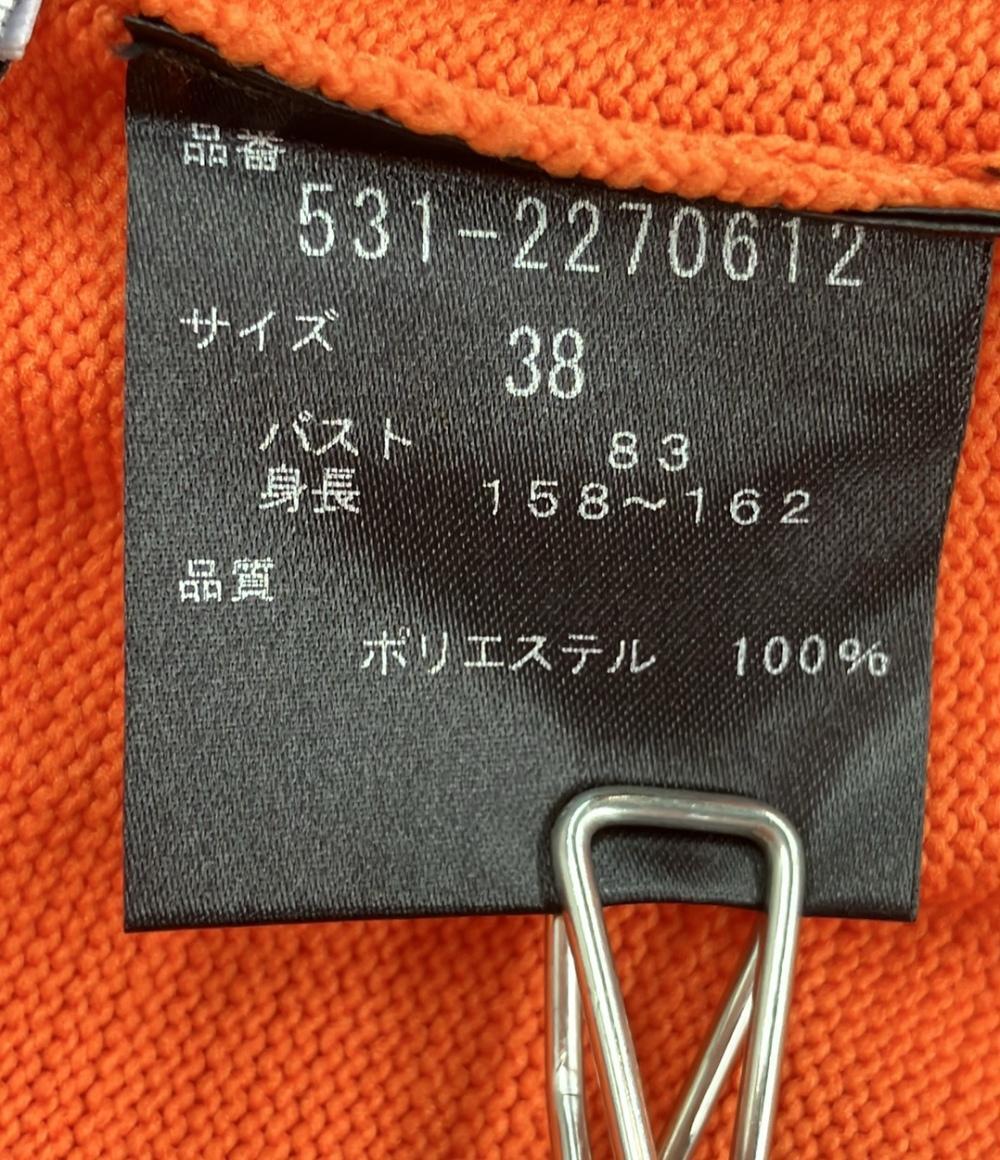 品番
531-2270612
サイズ 38
バスト 83
身長 158~162
品質
ポリエステル 100%